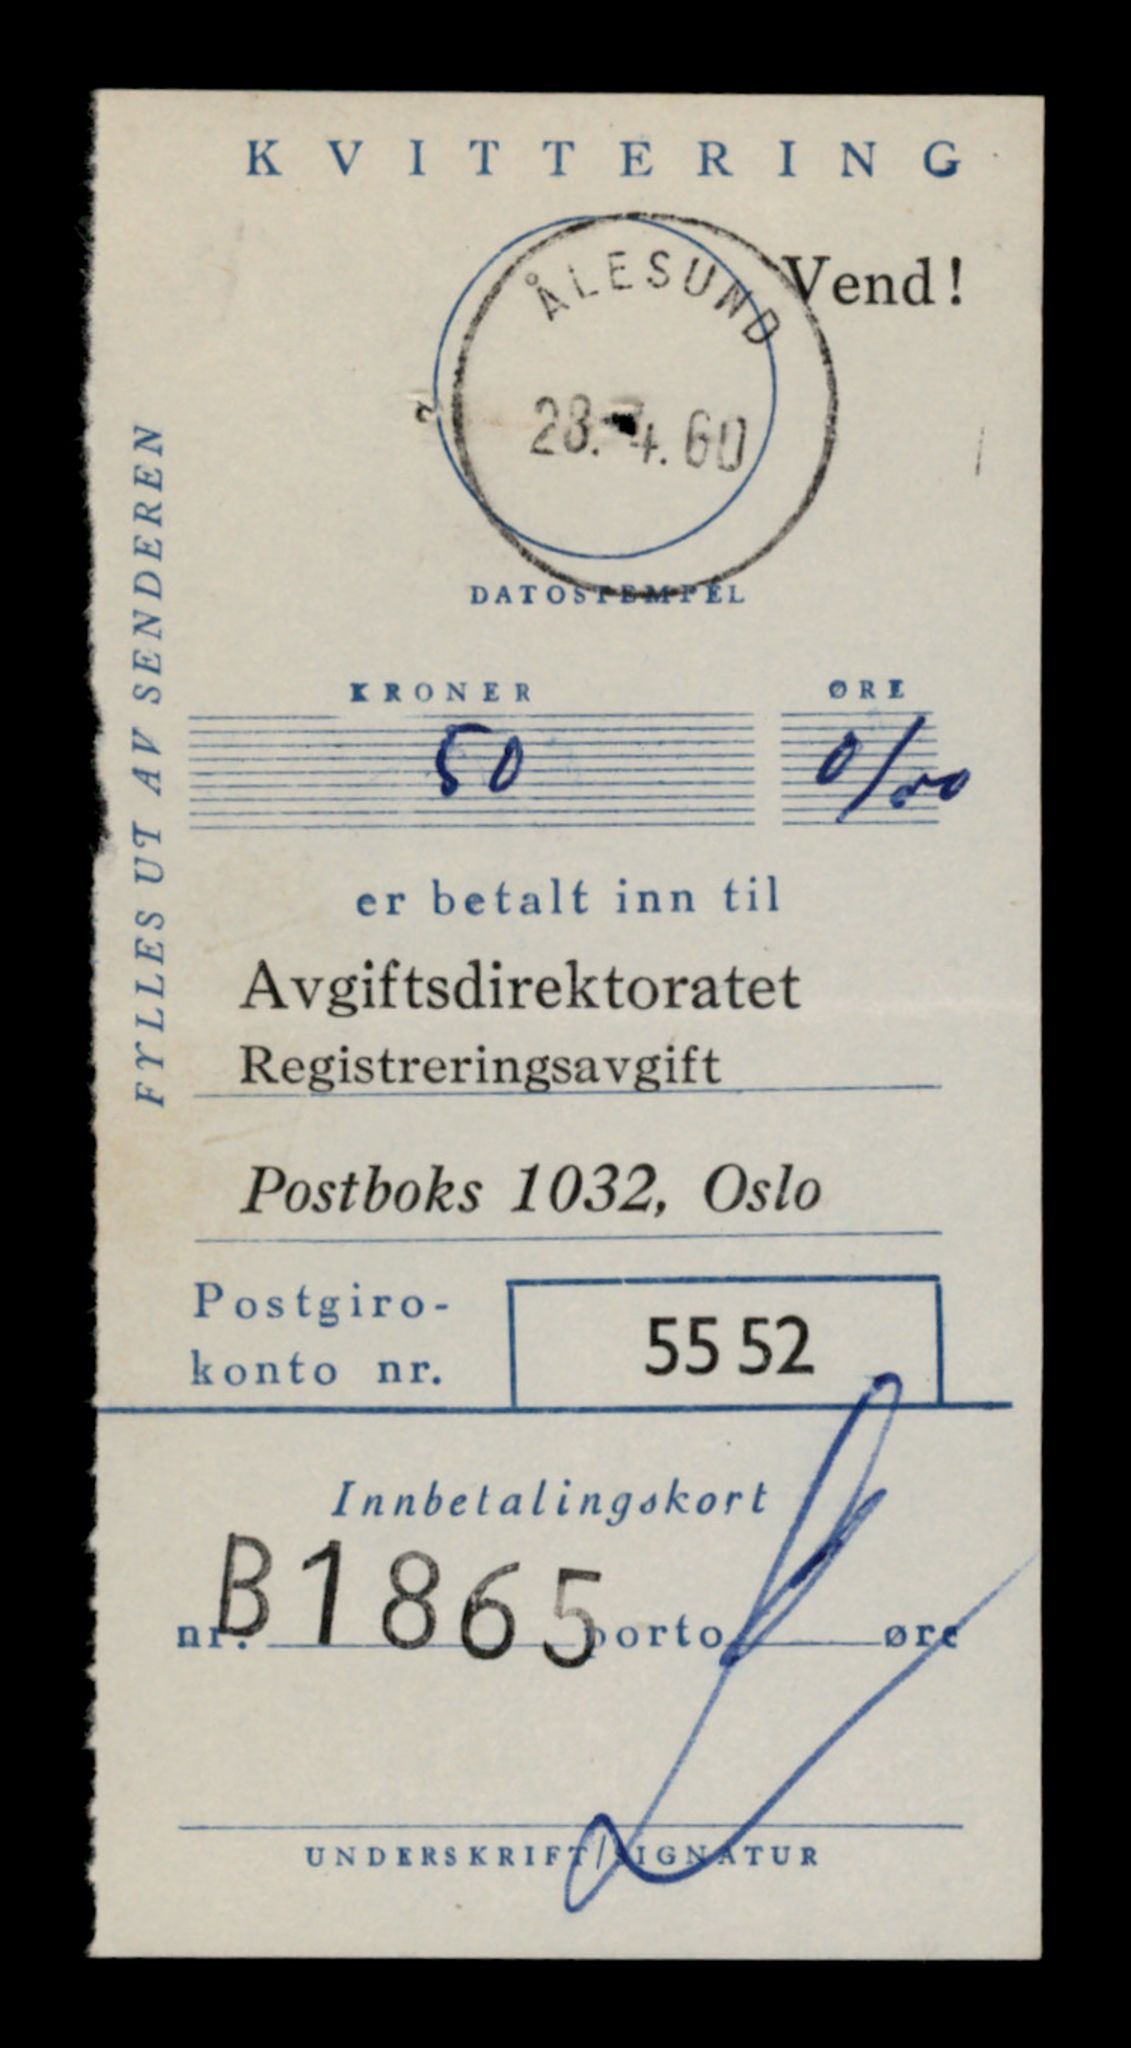 KVITTERING
Vend!
ÅLESUND
28. 4. 60
DATOSTEMPEL
FYLLES UT AV SENDEREN
KRONER ØRE
50 0/00
er betalt inn til
Avgiftsdirektoratet
Registreringsavgift
Postboks 1032, Oslo
Postgiro-
konto nr. 55 52
Innbetalingskort
nr. B1865 porto øre
UNDERSKRIFT/SIGNATUR